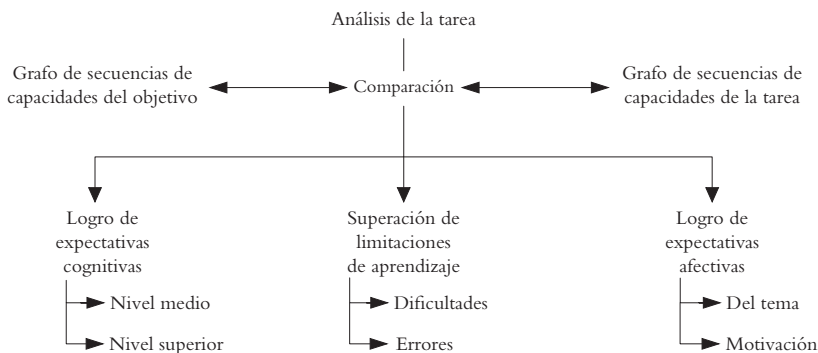 Análisis de la tarea
Grafo de secuencias de
capacidades del objetivo
Comparación
Grafo de secuencias de
capacidades de la tarea
Logro de
expectativas
cognitivas
Nivel medio
Nivel superior
Superación de
limitaciones
de aprendizaje
Dificultades
Errores
Logro de
expectativas
afectivas
Del tema
Motivación